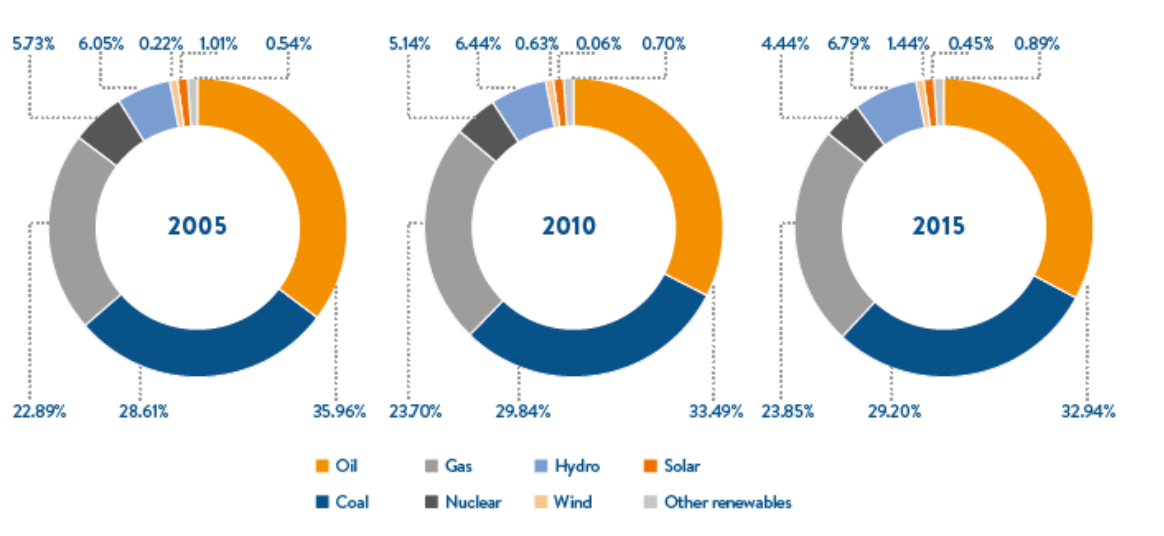 5.73% 6.05% 0.22% 1.01% 0.54% 5.14% 6.44% 0.63% 0.06% 0.70% 4.44% 6.79% 1.44% 0.45% 0.89%
2005 2010 2015
22.89% 28.61% 35.96% 23.70% 29.84% 33.49% 23.85% 29.20% 32.94%
Oil Gas Hydro Solar
Coal Nuclear Wind Other renewables